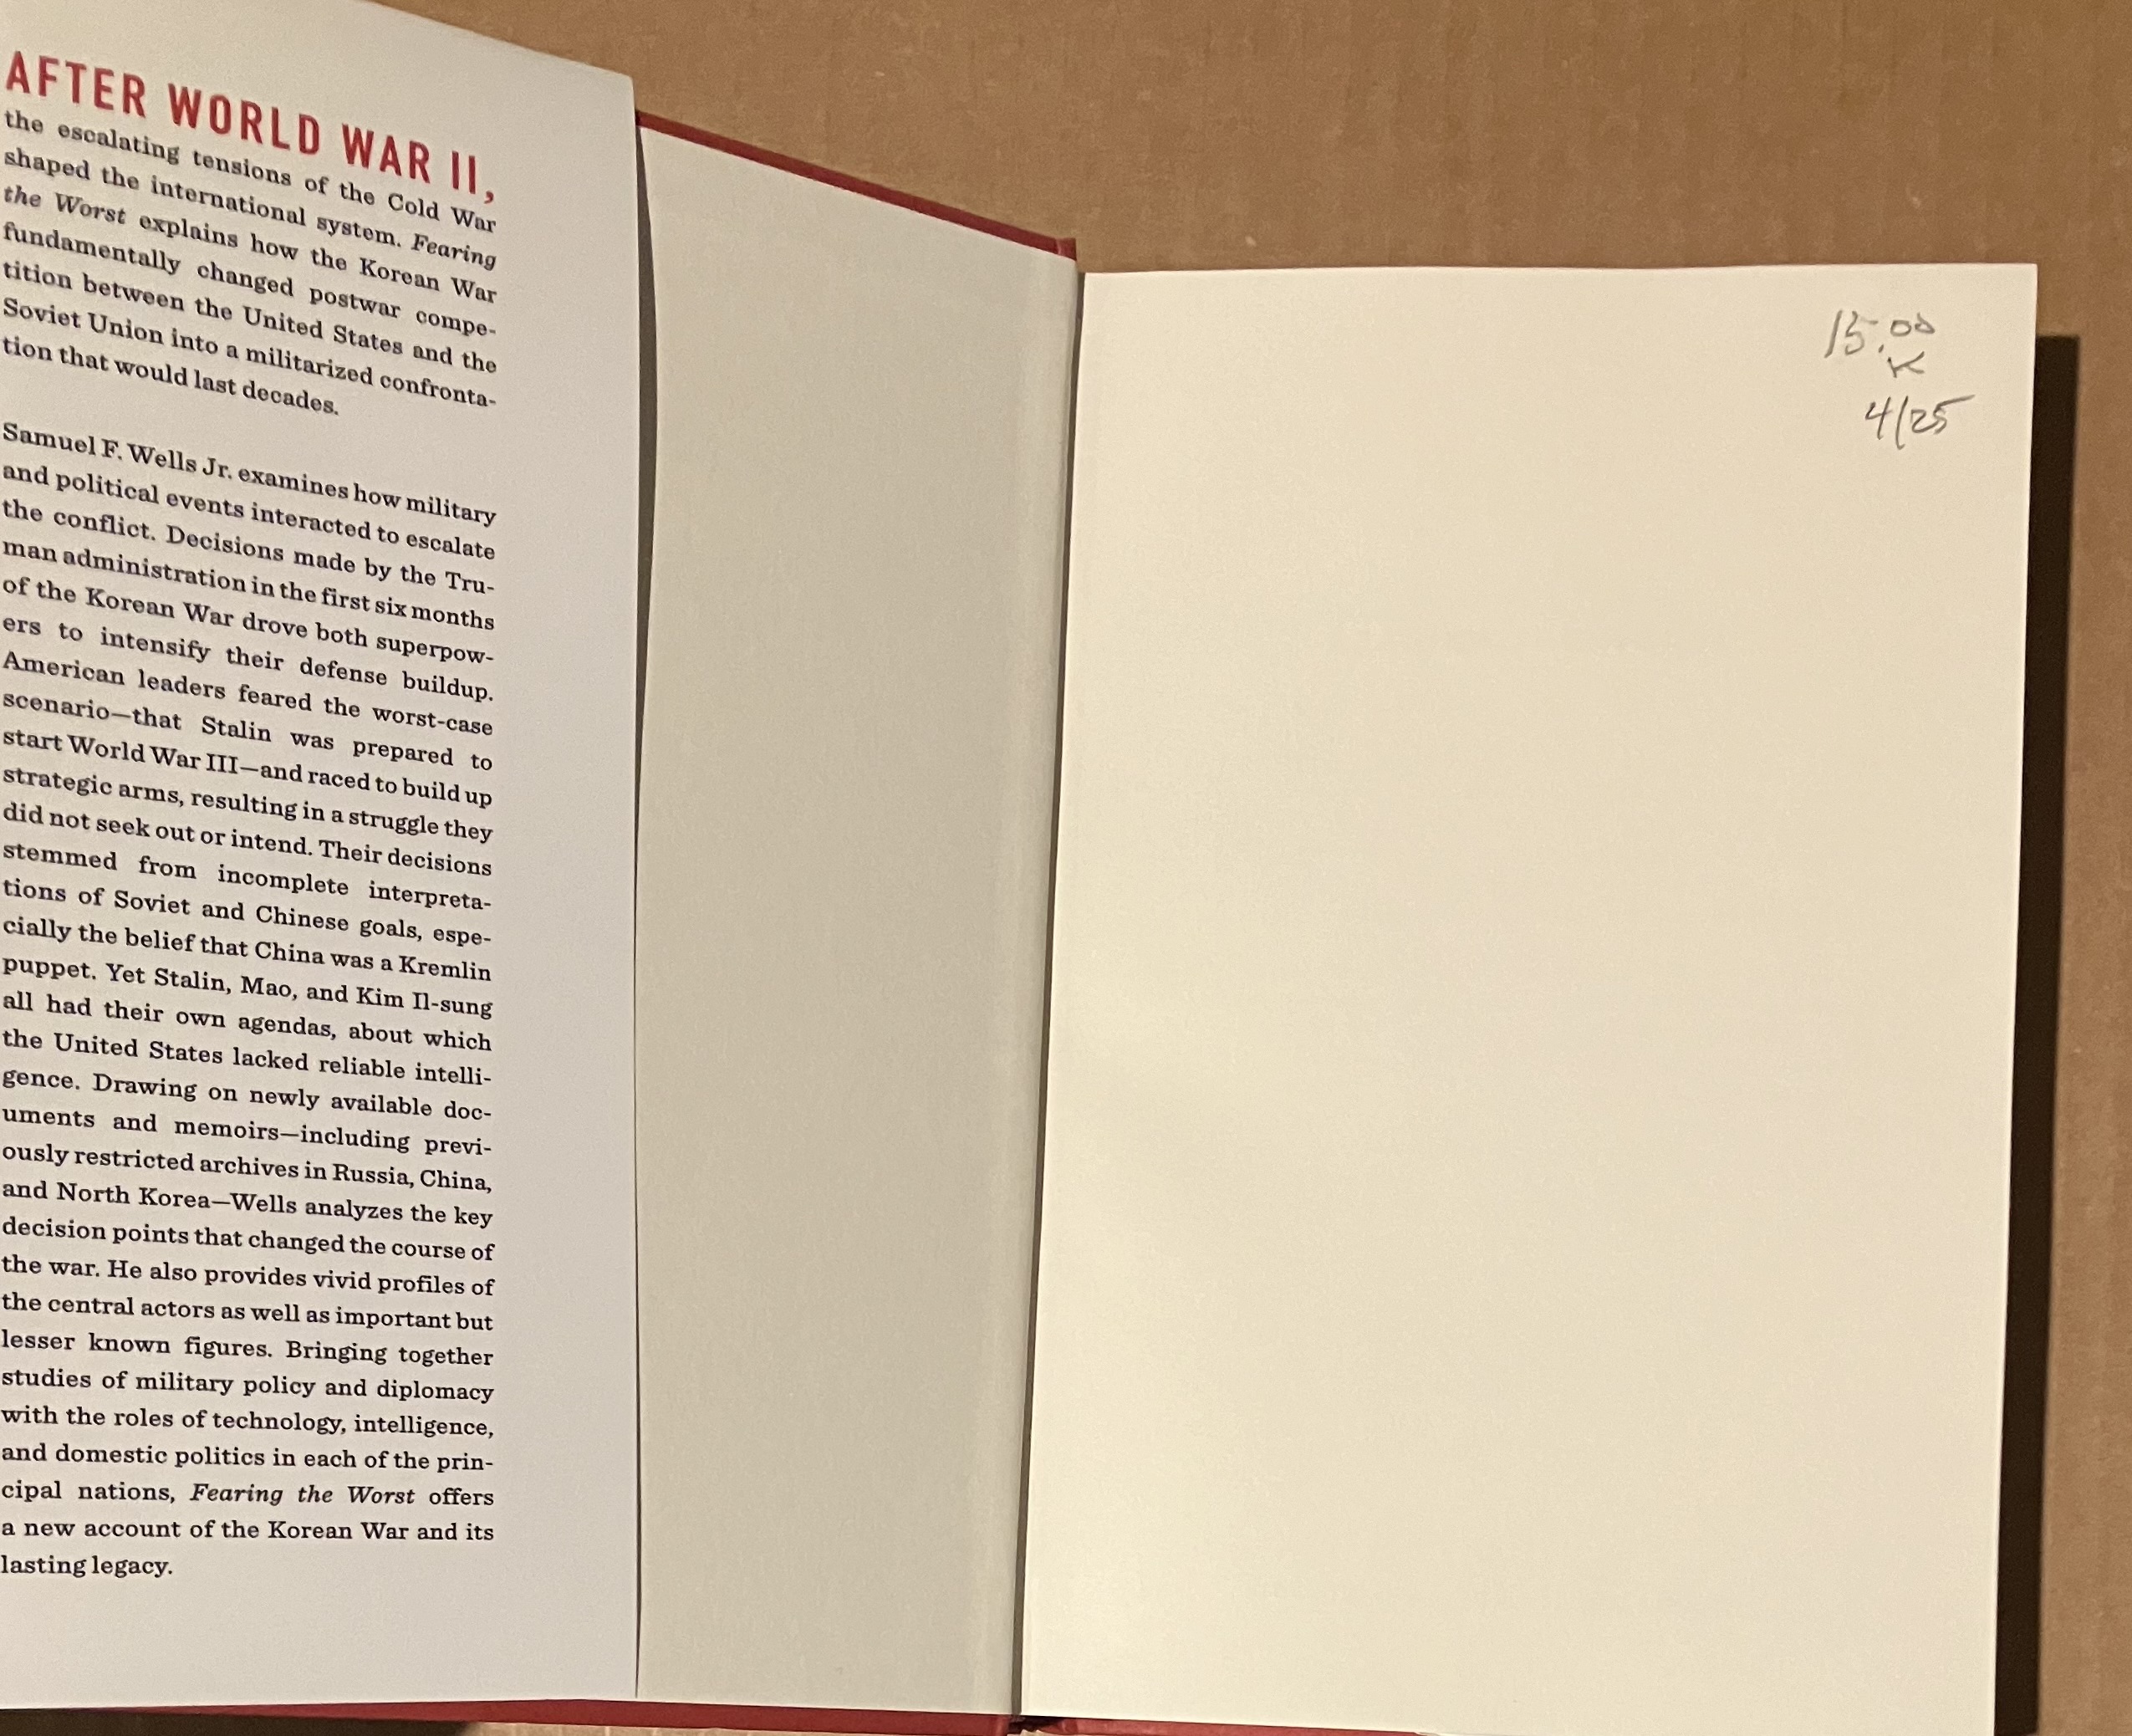 AFTER WORLD WAR II,
the escalating tensions of the Cold War
shaped the international system. Fearing
the Worst explains how the Korean War
fundamentally changed postwar compe-
tition between the United States and the
Soviet Union into a militarized confronta-
tion that would last decades.
Samuel F. Wells Jr. examines how military
and political events interacted to escalate
the conflict. Decisions made by the Tru-
man administration in the first six months
of the Korean War drove both superpow-
ers to intensify their defense buildup.
American leaders feared the worst-case
scenario—that Stalin was prepared to
start World War III—and raced to build up
strategic arms, resulting in a struggle they
did not seek out or intend. Their decisions
stemmed from incomplete interpreta-
tions of Soviet and Chinese goals, espe-
cially the belief that China was a Kremlin
puppet. Yet Stalin, Mao, and Kim Il-sung
all had their own agendas, about which
the United States lacked reliable intelli-
gence. Drawing on newly available doc-
uments and memoirs—including previ-
ously restricted archives in Russia, China,
and North Korea—Wells analyzes the key
decision points that changed the course of
the war. He also provides vivid profiles of
the central actors as well as important but
lesser known figures. Bringing together
studies of military policy and diplomacy
with the roles of technology, intelligence,
and domestic politics in each of the prin-
cipal nations, Fearing the Worst offers
a new account of the Korean War and its
lasting legacy.
15.00
K
4/25